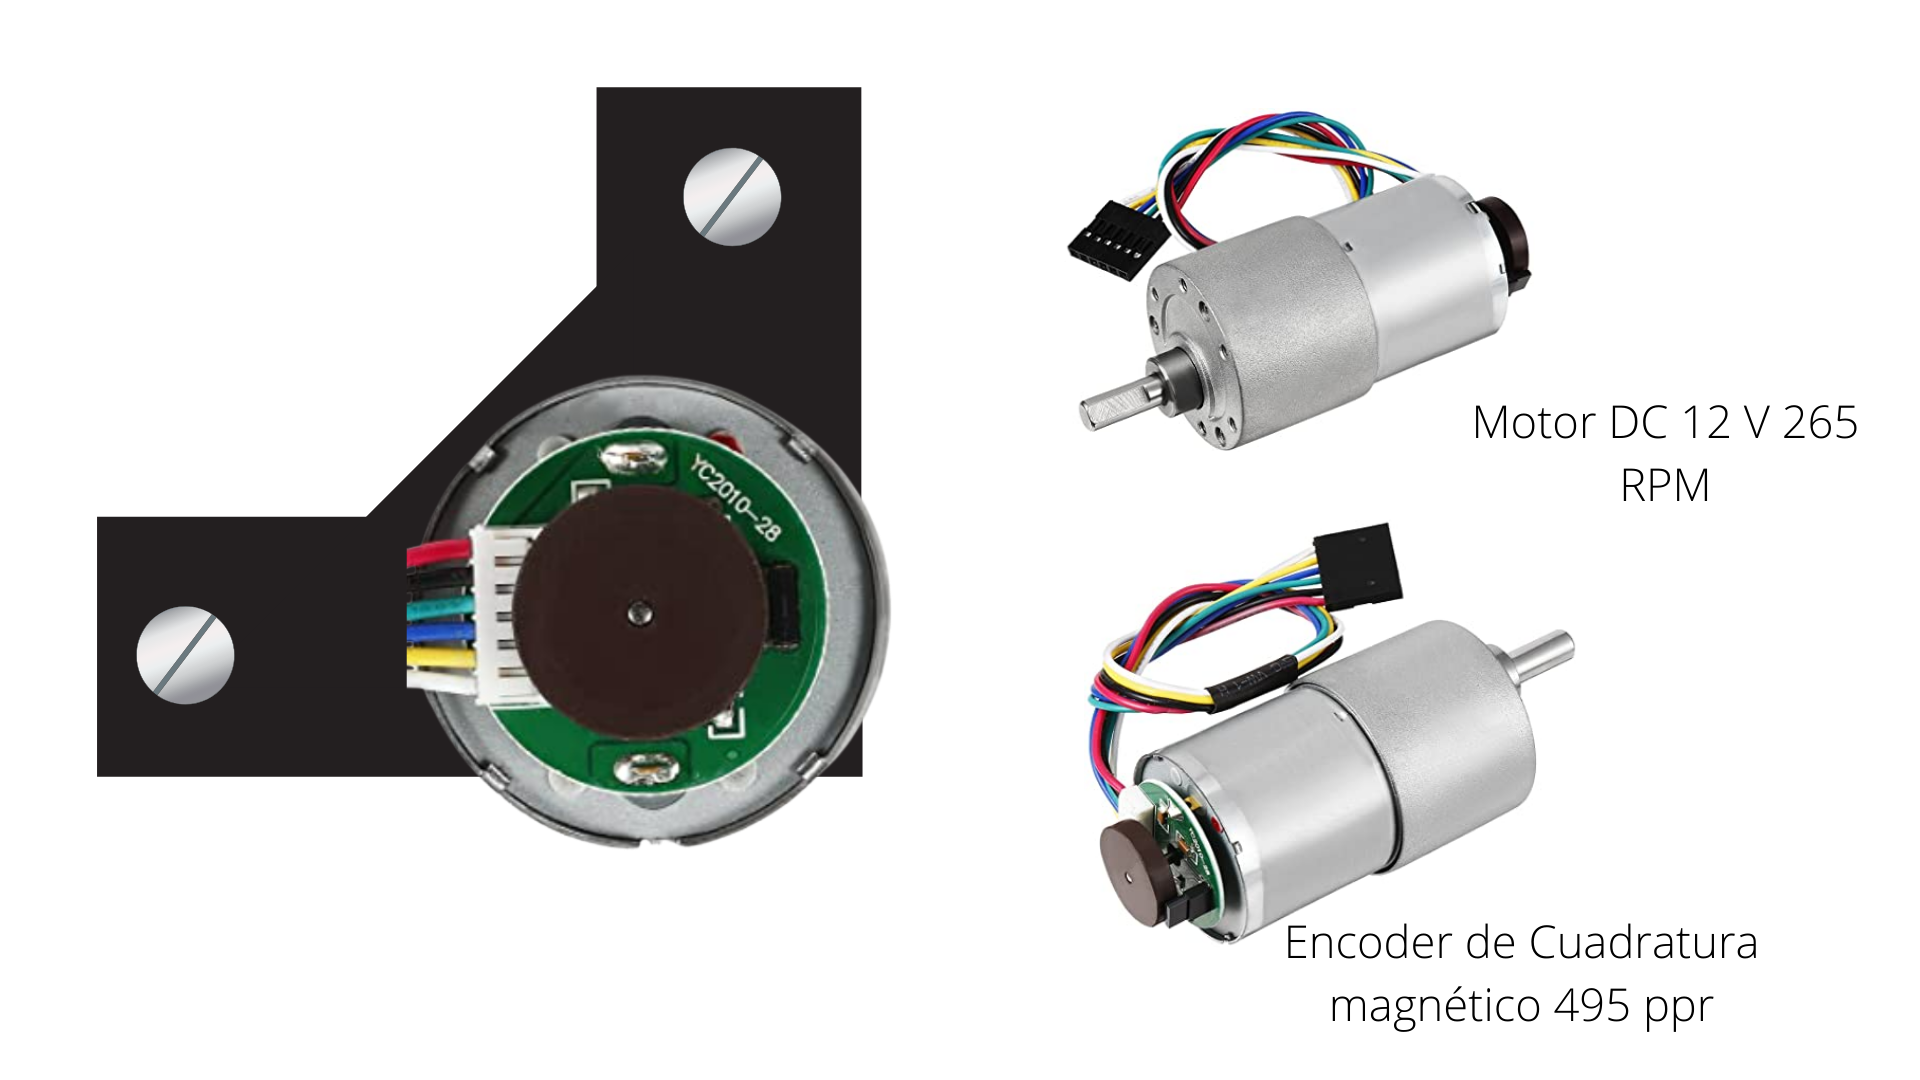 YC2010-28
Motor DC 12 V 265
RPM
Encoder de Cuadratura
magnético 495 ppr